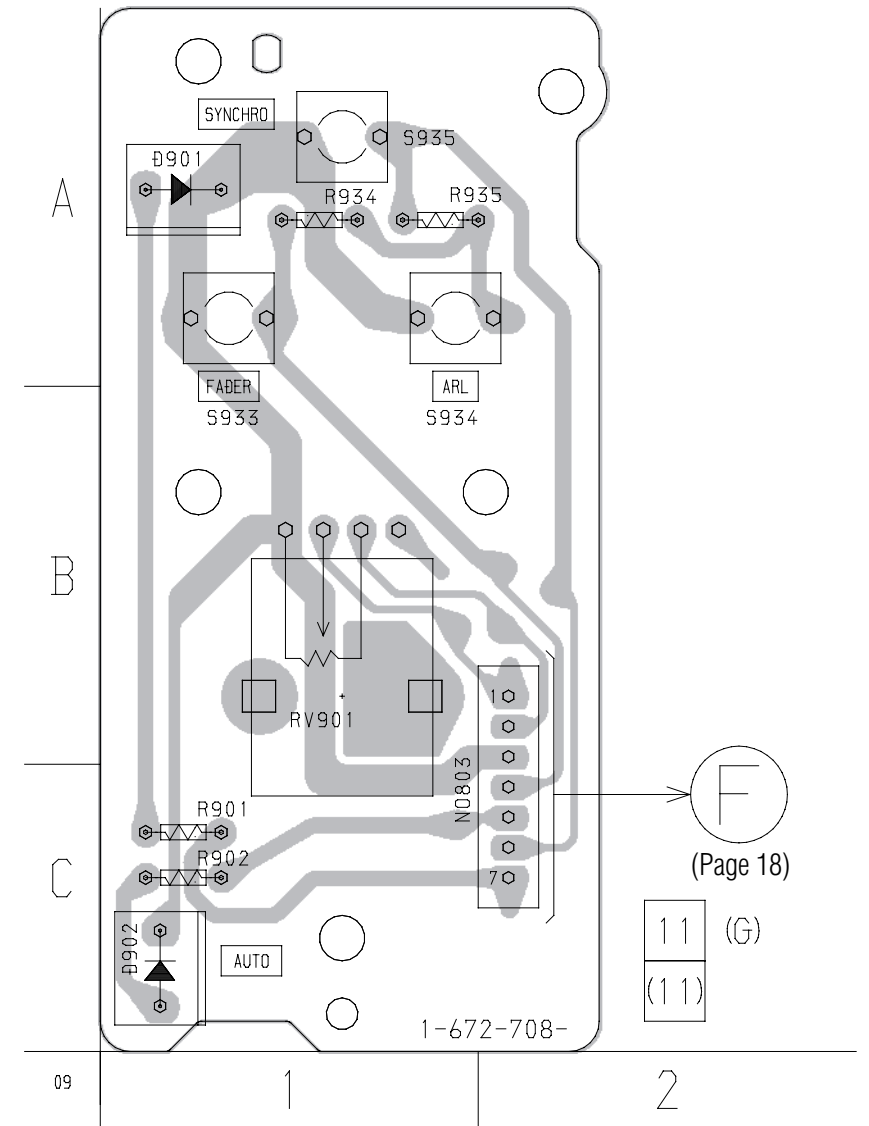 SYNCHRO
S935
D901
A
R934
R935
FADER
ARL
S933
S934
B
1
RV901
NO803
F
R901
(Page 18)
R902
C
7
11 (G)
D902
AUTO
(11)
1-672-708-
09
1
2